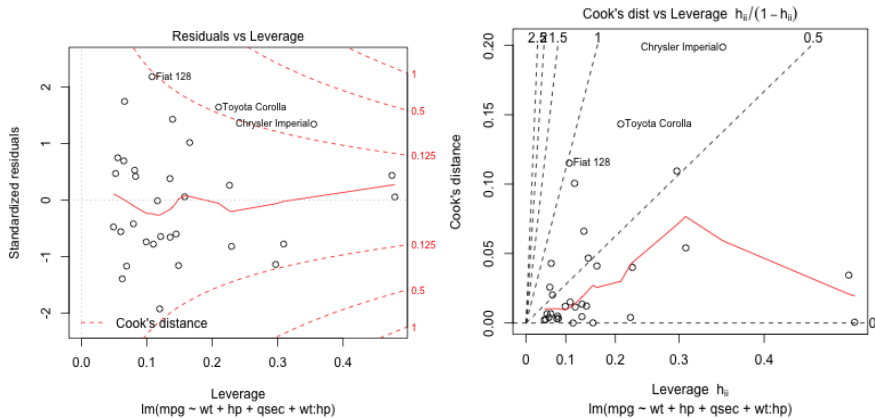 Residuals vs Leverage
Standardized residuals
2
1
0
-1
-2
Fiat 128
Toyota Corolla
Chrysler Imperial
1
0.5
0.125
0.125
0.5
1
Cook's distance
0.0
0.1
0.2
0.3
0.4
Leverage
lm(mpg ~ wt + hp + qsec + wt:hp)
Cook's dist vs Leverage hii/(1−hii)
Cook's distance
0.20
0.15
0.10
0.05
0.00
2.5
2
1.5
1
0.5
0
Chrysler Imperial
Toyota Corolla
Fiat 128
0.0
0.1
0.2
0.3
0.4
Leverage hii
lm(mpg ~ wt + hp + qsec + wt:hp)